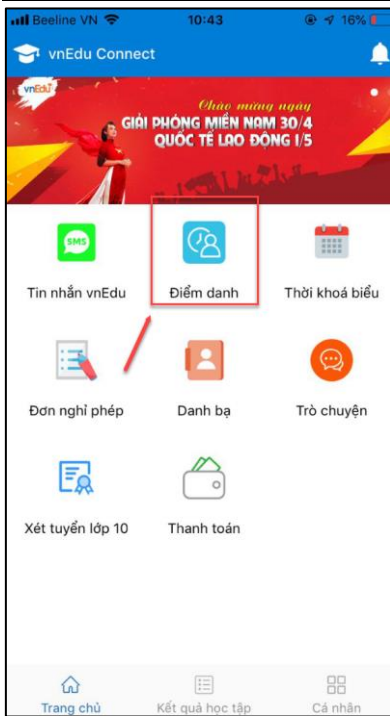 Beeline VN 10:43 16%
vnEdu Connect
vnEdu
Chào mừng ngày
GIẢI PHÓNG MIỀN NAM 30/4
QUỐC TẾ LAO ĐỘNG 1/5
SMS
Tin nhắn vnEdu Điểm danh Thời khoá biểu
Đơn nghỉ phép Danh bạ Trò chuyện
Xét tuyển lớp 10 Thanh toán
Trang chủ Kết quả học tập Cá nhân